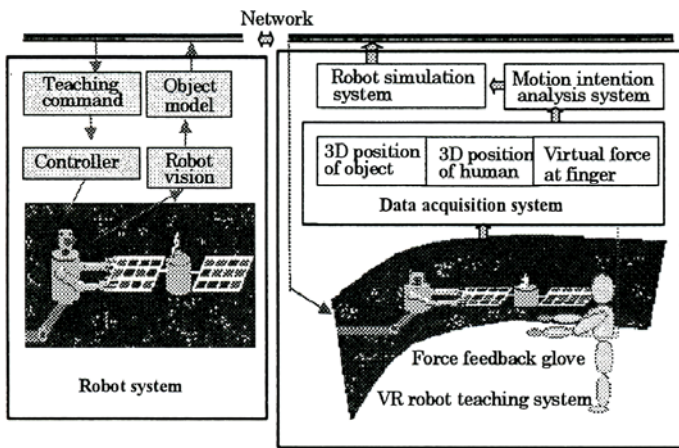 Network
Teaching
command
Object
model
Controller
Robot
vision
Robot system
Robot simulation
system
Motion intention
analysis system
3D position
of object
3D position
of human
Virtual force
at finger
Data acquisition system
Force feedback glove
VR robot teaching system